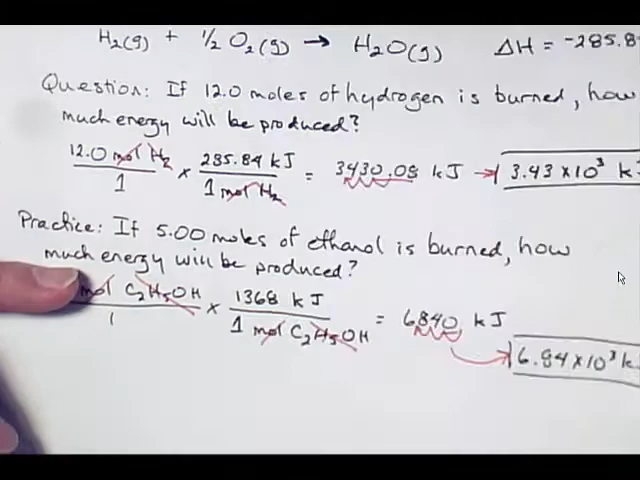 H₂(g) + ½ O₂(g) → H₂O(g) ΔH = -285.8
Question: If 12.0 moles of hydrogen is burned, how
much energy will be produced?
12.0 mol H₂ / 1 × 285.84 kJ / 1 mol H₂ = 3430.08 kJ → 3.43 × 10³ k
Practice: If 5.00 moles of ethanol is burned, how
much energy will be produced?
mol C₂H₅OH / 1 × 1368 kJ / 1 mol C₂H₅OH = 6840 kJ
6.84 × 10³ k